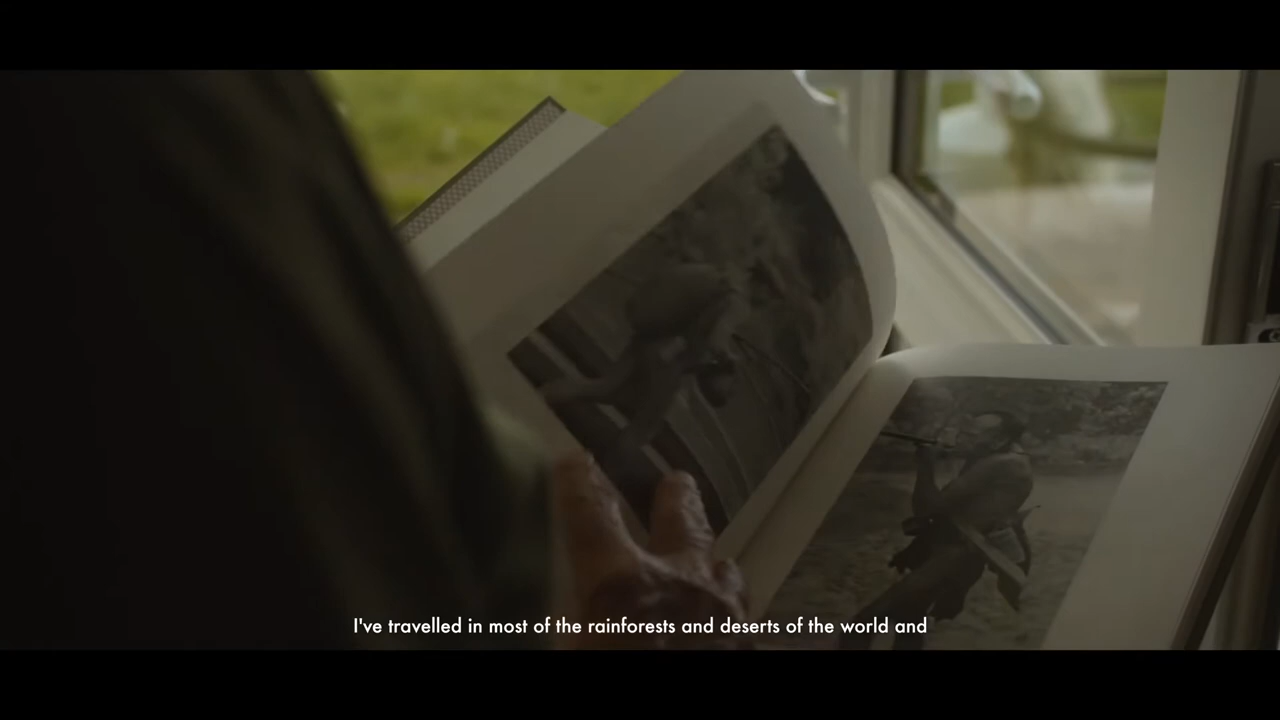 I've travelled in most of the rainforests and deserts of the world and